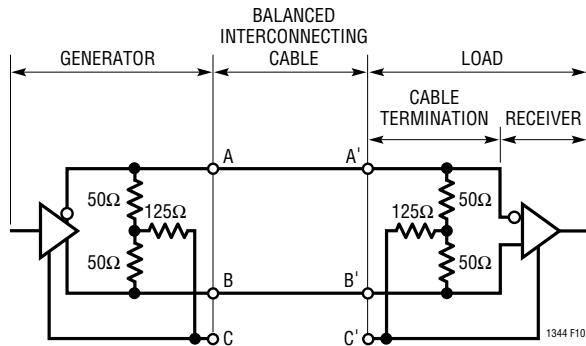 BALANCED
INTERCONNECTING
CABLE
GENERATOR
LOAD
CABLE
TERMINATION
RECEIVER
A
A'
50Ω
125Ω
50Ω
50Ω
125Ω
50Ω
B
B'
C
C'
1344 F10